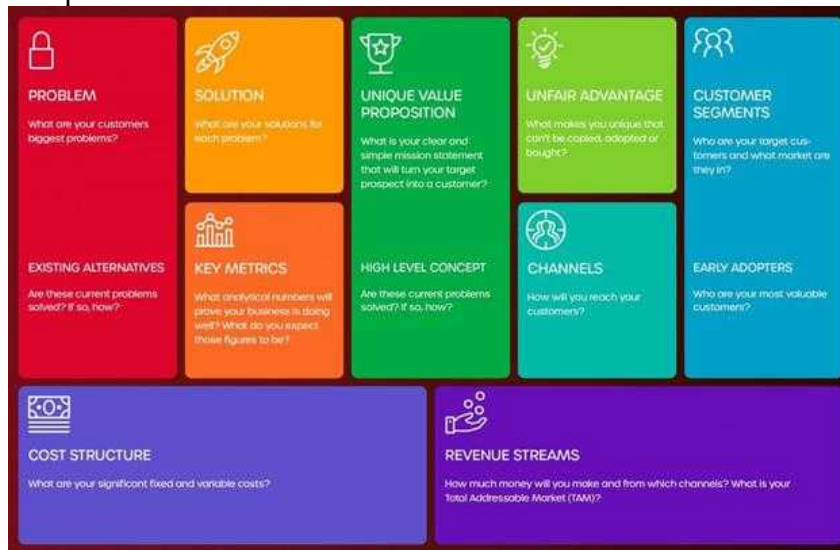 PROBLEM
What are your customers
biggest problems?
EXISTING ALTERNATIVES
Are these current problems
solved? If so, how?
SOLUTION
What are your solutions for
each problem?
KEY METRICS
What analytical numbers will
prove your business is doing
well? What do you expect
those figures to be?
UNIQUE VALUE
PROPOSITION
What is your clear and
simple mission statement
that will turn your target
prospect into a customer?
HIGH LEVEL CONCEPT
Are these current problems
solved? If so, how?
UNFAIR ADVANTAGE
What makes you unique that
can't be copied, adopted or
bought?
CHANNELS
How will you reach your
customers?
CUSTOMER
SEGMENTS
Who are your target cus-
tomers and what market are
they in?
EARLY ADOPTERS
Who are your most valuable
customers?
COST STRUCTURE
What are your significant fixed and variable costs?
REVENUE STREAMS
How much money will you make and from which channels? What is your
Total Addressable Market (TAM)?